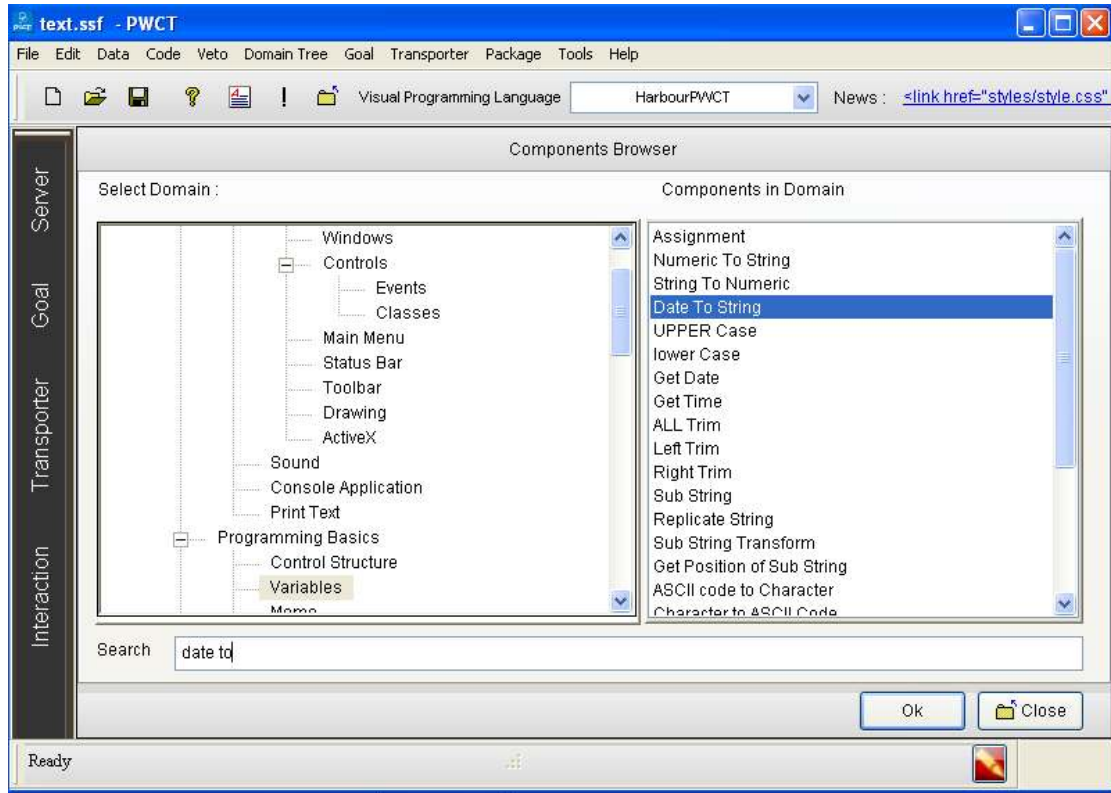 text.ssf - PWCT
File Edit Data Code Veto Domain Tree Goal Transporter Package Tools Help
Visual Programming Language HarbourPWCT News : <link href="styles/style.css"
Components Browser
Select Domain :
Components in Domain
Windows
Controls
Events
Classes
Main Menu
Status Bar
Toolbar
Drawing
ActiveX
Sound
Console Application
Print Text
Programming Basics
Control Structure
Variables
Memo
Assignment
Numeric To String
String To Numeric
Date To String
UPPER Case
lower Case
Get Date
Get Time
ALL Trim
Left Trim
Right Trim
Sub String
Replicate String
Sub String Transform
Get Position of Sub String
ASCII code to Character
Character to ASCII Code
Server
Goal
Transporter
Interaction
Search date to
Ok Close
Ready